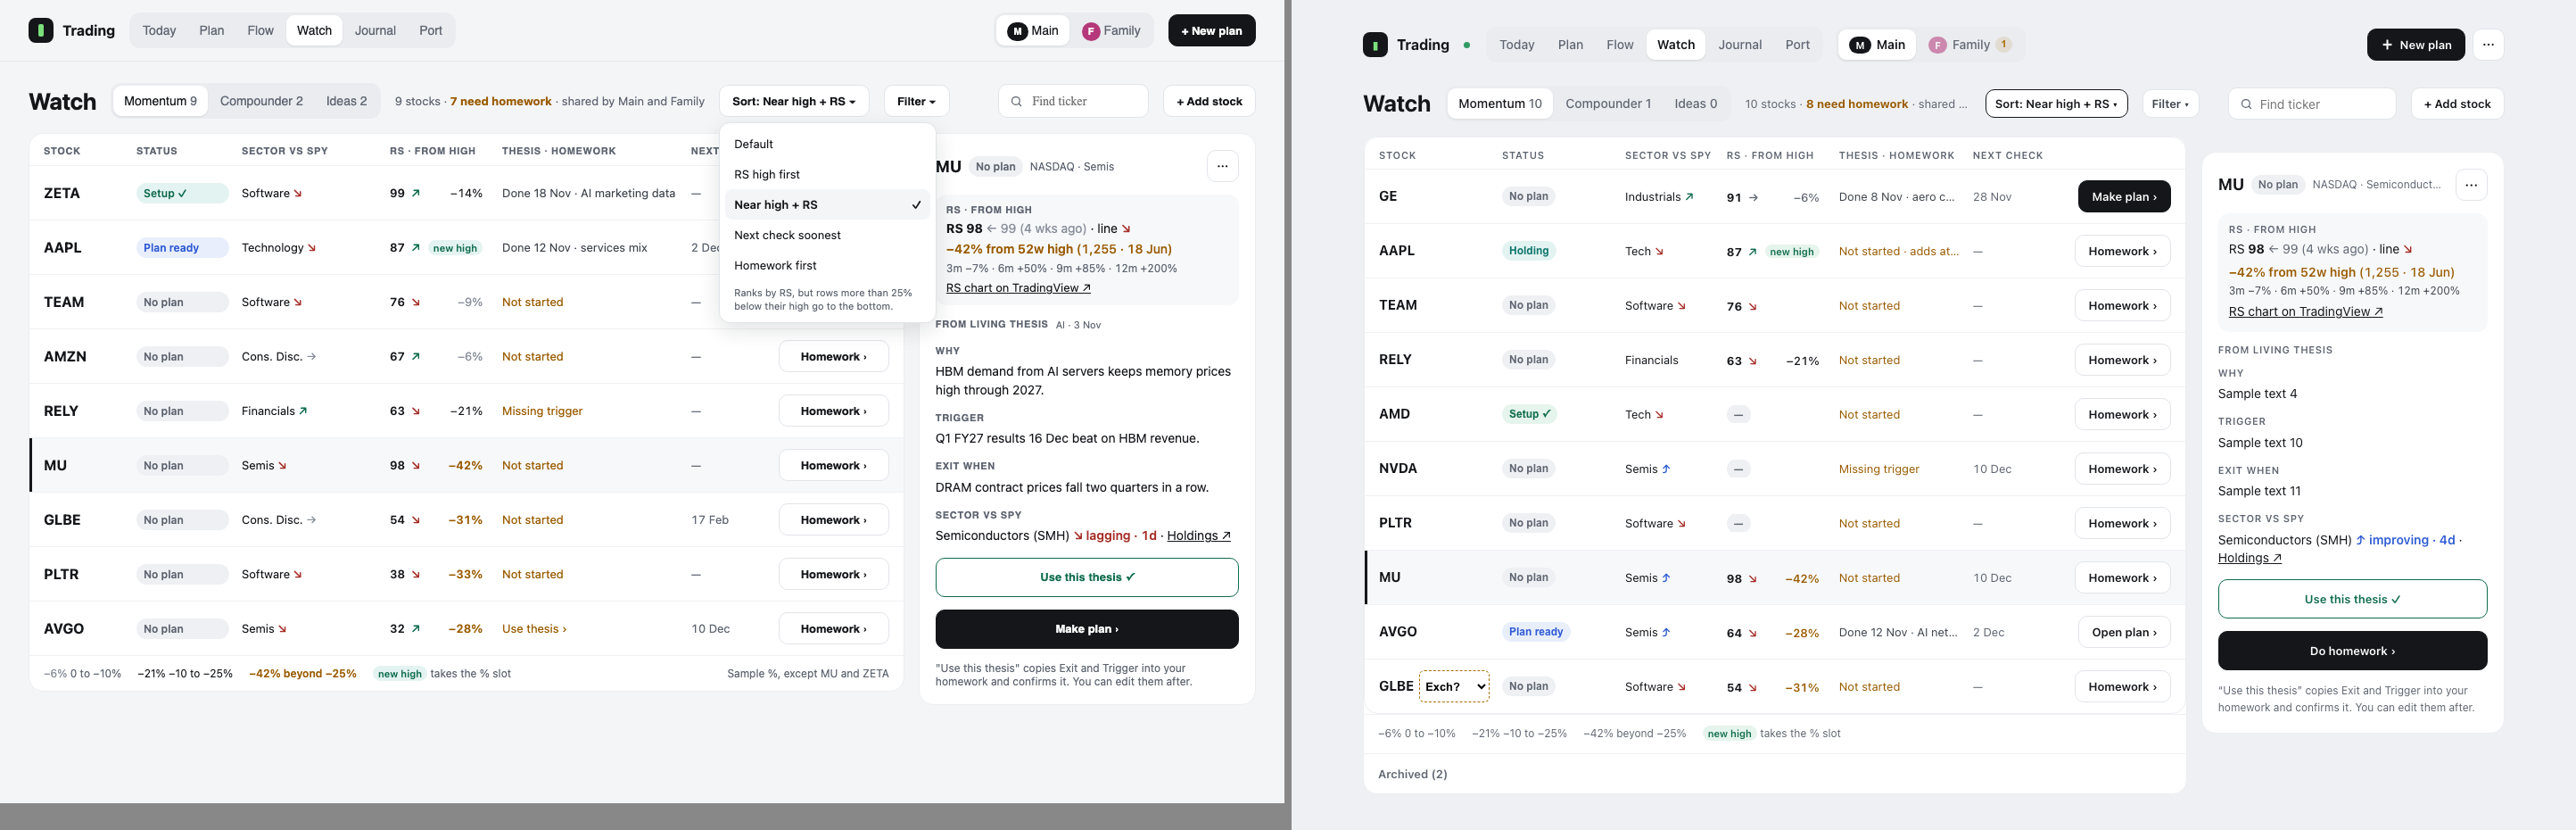 Trading Today Plan Flow Watch Journal Port M Main F Family + New plan
Watch Momentum 9 Compounder 2 Ideas 2 9 stocks · 7 need homework · shared by Main and Family Sort: Near high + RS ▾ Filter ▾ Find ticker + Add stock
Default
RS high first
Near high + RS ✓
Next check soonest
Homework first
Ranks by RS, but rows more than 25%
below their high go to the bottom.
STOCK STATUS SECTOR VS SPY RS · FROM HIGH THESIS · HOMEWORK NEXT
ZETA Setup ✓ Software ↘ 99 ↗ −14% Done 18 Nov · AI marketing data —
AAPL Plan ready Technology ↘ 87 ↗ new high Done 12 Nov · services mix 2 Dec
TEAM No plan Software ↘ 76 ↘ −9% Not started —
AMZN No plan Cons. Disc. → 67 ↗ −6% Not started — Homework ›
RELY No plan Financials ↗ 63 ↘ −21% Missing trigger — Homework ›
MU No plan Semis ↘ 98 ↘ −42% Not started — Homework ›
GLBE No plan Cons. Disc. → 54 ↘ −31% Not started 17 Feb Homework ›
PLTR No plan Software ↘ 38 ↘ −33% Not started — Homework ›
AVGO No plan Semis ↘ 32 ↗ −28% Use thesis › 10 Dec Homework ›
−6% 0 to −10% −21% −10 to −25% −42% beyond −25% new high takes the % slot Sample %, except MU and ZETA
MU No plan NASDAQ · Semis ···
RS · FROM HIGH
RS 98 ← 99 (4 wks ago) · line ↘
−42% from 52w high (1,255 · 18 Jun)
3m −7% · 6m +50% · 9m +85% · 12m +200%
RS chart on TradingView ↗
FROM LIVING THESIS AI · 3 Nov
WHY
HBM demand from AI servers keeps memory prices
high through 2027.
TRIGGER
Q1 FY27 results 16 Dec beat on HBM revenue.
EXIT WHEN
DRAM contract prices fall two quarters in a row.
SECTOR VS SPY
Semiconductors (SMH) ↘ lagging · 1d · Holdings ↗
Use this thesis ✓
Make plan ›
"Use this thesis" copies Exit and Trigger into your
homework and confirms it. You can edit them after.
Trading Today Plan Flow Watch Journal Port M Main F Family 1 + New plan ···
Watch Momentum 10 Compounder 1 Ideas 0 10 stocks · 8 need homework · shared ... Sort: Near high + RS ▾ Filter ▾ Find ticker + Add stock
STOCK STATUS SECTOR VS SPY RS · FROM HIGH THESIS · HOMEWORK NEXT CHECK
GE No plan Industrials ↗ 91 → −6% Done 8 Nov · aero c... 28 Nov Make plan ›
AAPL Holding Tech ↘ 87 ↗ new high Not started · adds at... — Homework ›
TEAM No plan Software ↘ 76 ↘ Not started — Homework ›
RELY No plan Financials 63 ↘ −21% Not started — Homework ›
AMD Setup ✓ Tech ↘ — Not started — Homework ›
NVDA No plan Semis ⤴ — Missing trigger 10 Dec Homework ›
PLTR No plan Software ↘ — Not started — Homework ›
MU No plan Semis ⤴ 98 ↘ −42% Not started 10 Dec Homework ›
AVGO Plan ready Semis ⤴ 64 ↘ −28% Done 12 Nov · AI net... 2 Dec Open plan ›
GLBE Exch? No plan Software ↘ 54 ↘ −31% Not started — Homework ›
−6% 0 to −10% −21% −10 to −25% −42% beyond −25% new high takes the % slot
Archived (2)
MU No plan NASDAQ · Semiconduct... ···
RS · FROM HIGH
RS 98 ← 99 (4 wks ago) · line ↘
−42% from 52w high (1,255 · 18 Jun)
3m −7% · 6m +50% · 9m +85% · 12m +200%
RS chart on TradingView ↗
FROM LIVING THESIS
WHY
Sample text 4
TRIGGER
Sample text 10
EXIT WHEN
Sample text 11
SECTOR VS SPY
Semiconductors (SMH) ⤴ improving · 4d ·
Holdings ↗
Use this thesis ✓
Do homework ›
"Use this thesis" copies Exit and Trigger into your
homework and confirms it. You can edit them after.